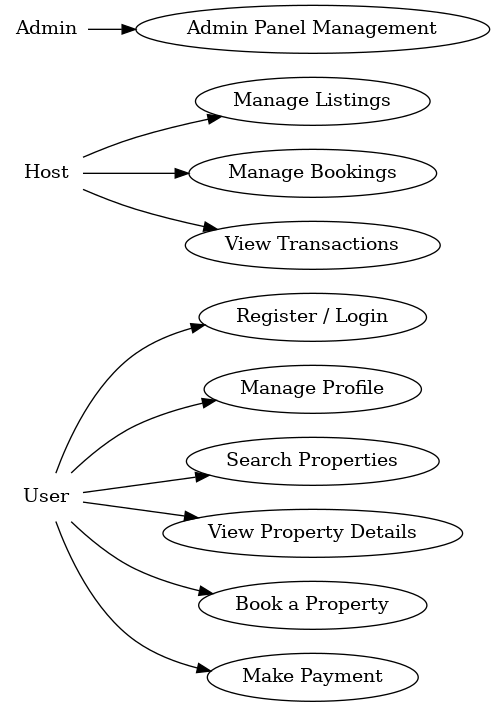 Admin
Admin Panel Management
Manage Listings
Host
Manage Bookings
View Transactions
Register / Login
Manage Profile
Search Properties
User
View Property Details
Book a Property
Make Payment